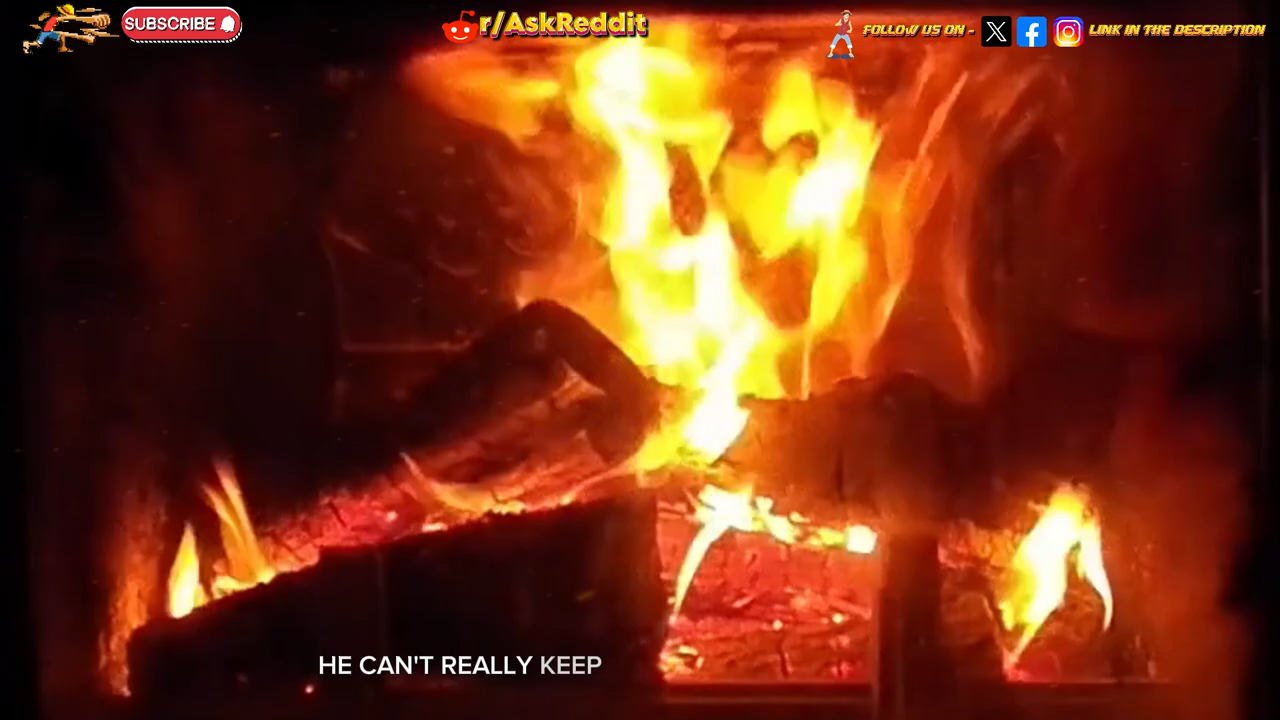 SUBSCRIBE
r/AskReddit
FOLLOW US ON -
LINK IN THE DESCRIPTION
HE CAN'T REALLY KEEP